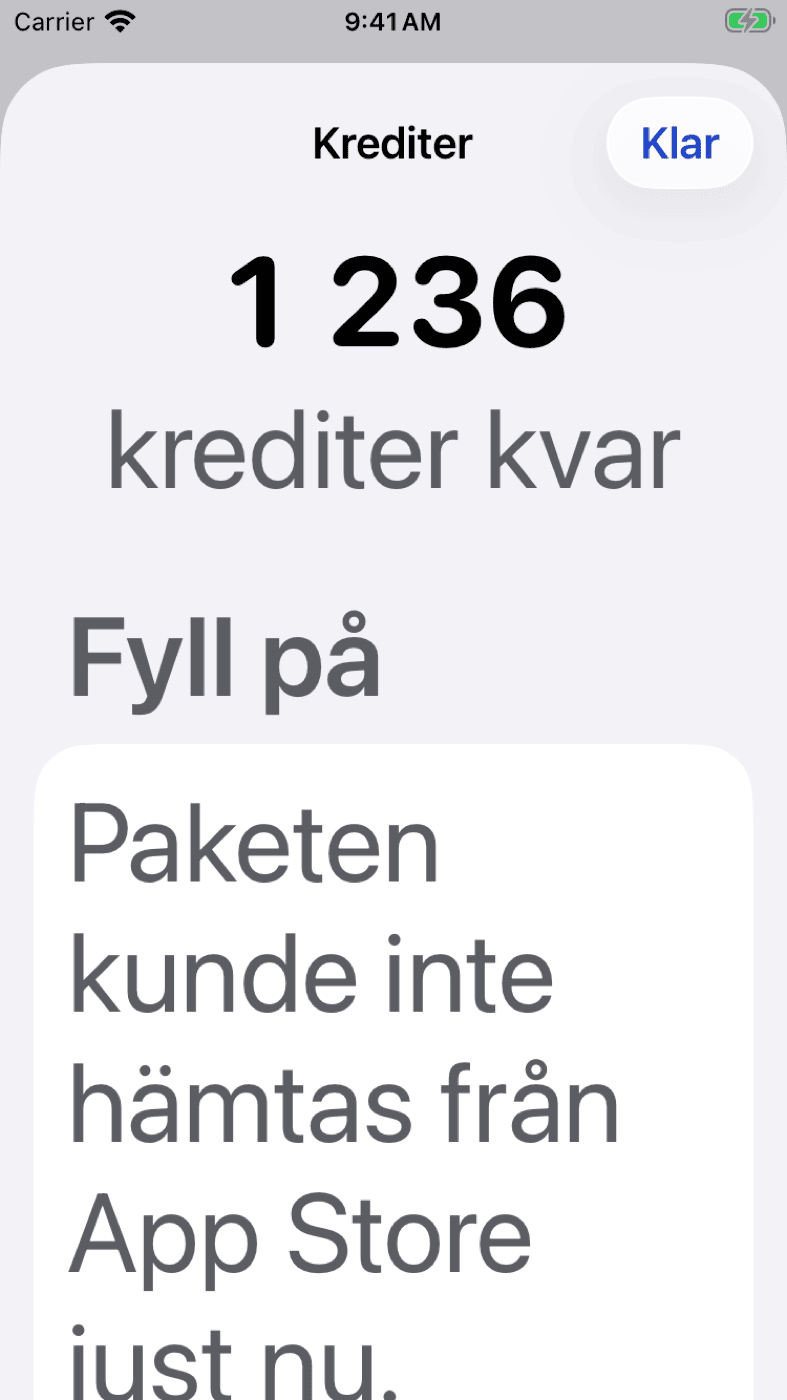 Carrier 9:41 AM
Krediter
Klar
1 236
krediter kvar
Fyll på
Paketen
kunde inte
hämtas från
App Store
just nu.